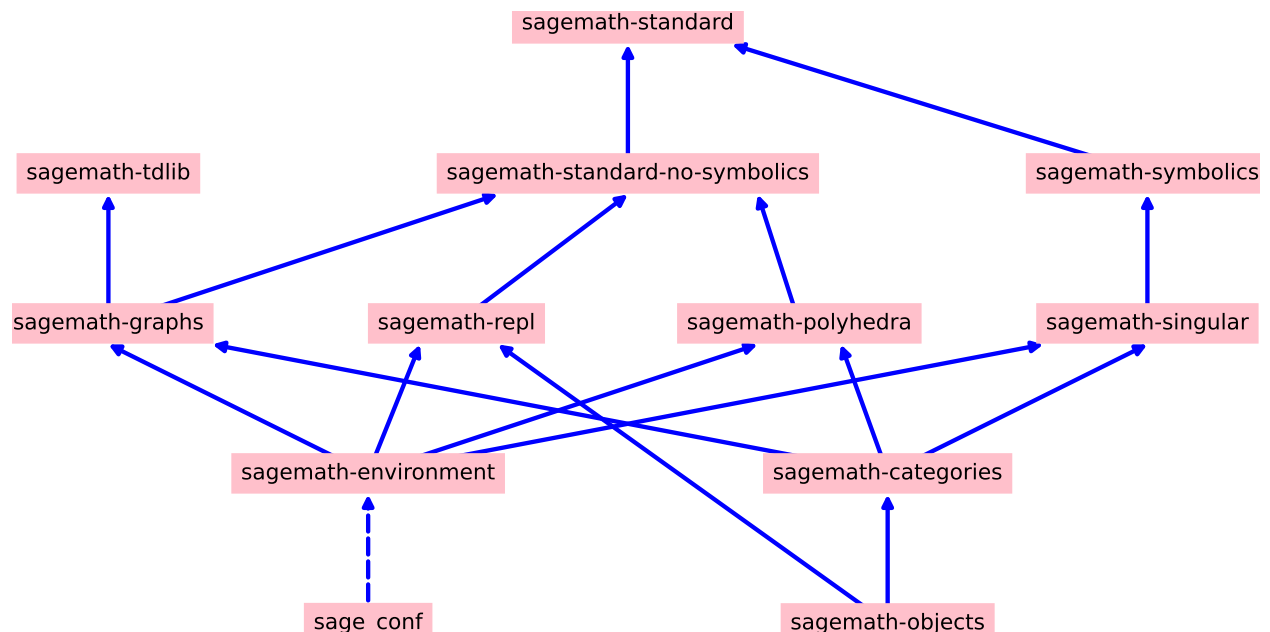 sagemath-standard
sagemath-tdlib
sagemath-standard-no-symbolics
sagemath-symbolics
sagemath-graphs
sagemath-repl
sagemath-polyhedra
sagemath-singular
sagemath-environment
sagemath-categories
sage_conf
sagemath-objects